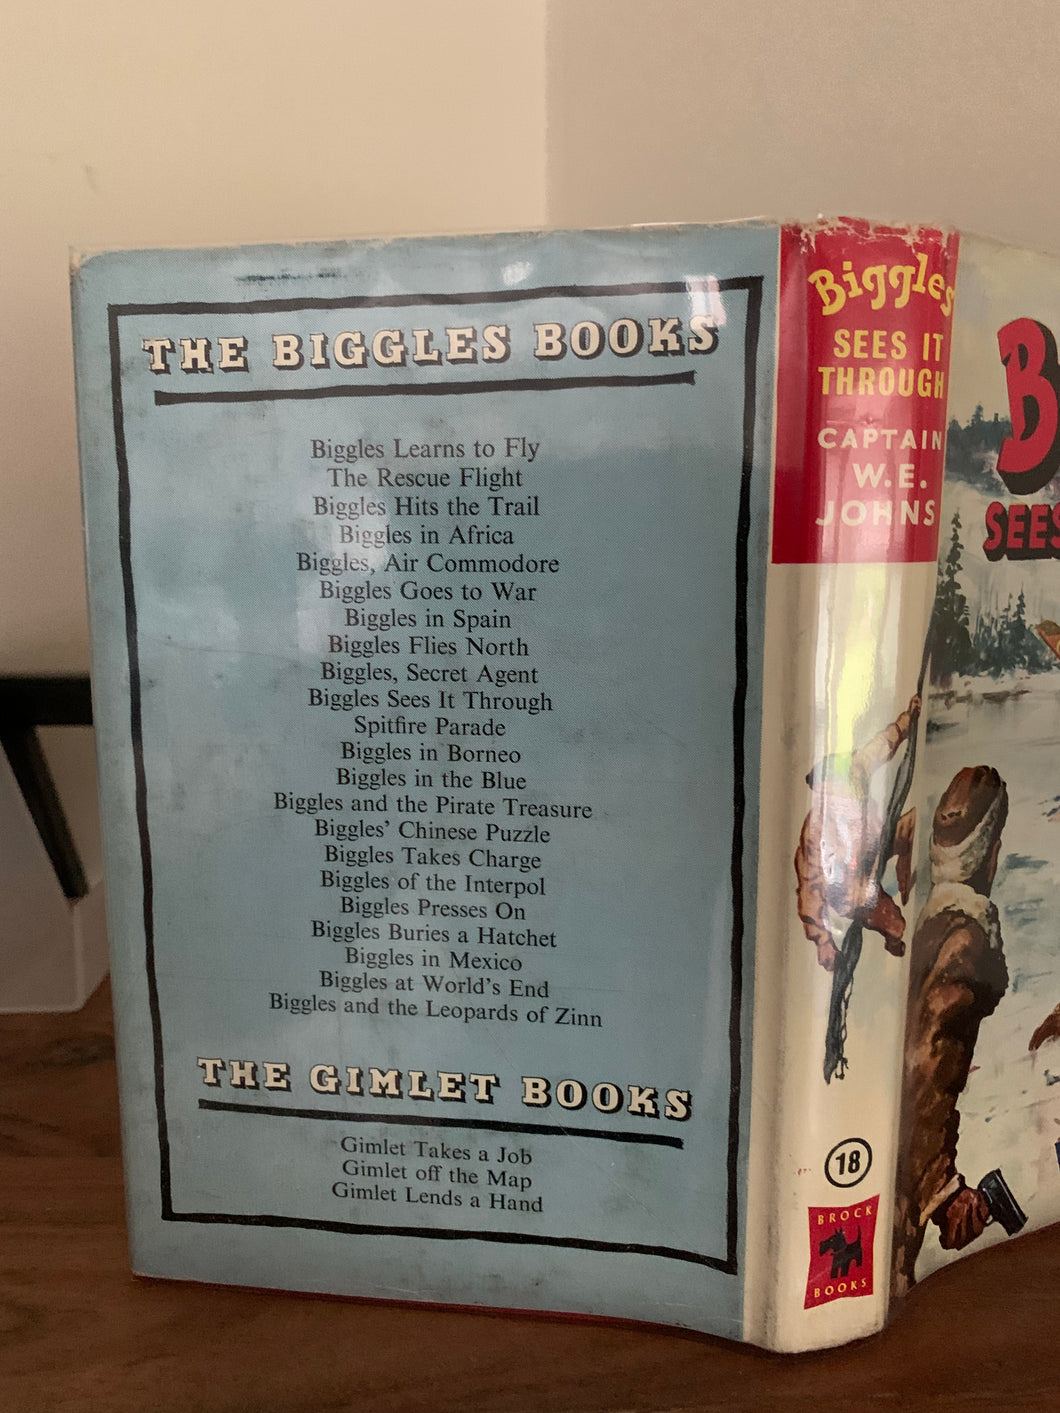 THE BIGGLES BOOKS
Biggles Learns to Fly
The Rescue Flight
Biggles Hits the Trail
Biggles in Africa
Biggles, Air Commodore
Biggles Goes to War
Biggles in Spain
Biggles Flies North
Biggles, Secret Agent
Biggles Sees It Through
Spitfire Parade
Biggles in Borneo
Biggles in the Blue
Biggles and the Pirate Treasure
Biggles' Chinese Puzzle
Biggles Takes Charge
Biggles of the Interpol
Biggles Presses On
Biggles Buries a Hatchet
Biggles in Mexico
Biggles at World's End
Biggles and the Leopards of Zinn
THE GIMLET BOOKS
Gimlet Takes a Job
Gimlet off the Map
Gimlet Lends a Hand
Biggles
SEES IT
THROUGH
CAPTAIN
W.E.
JOHNS
18
BROCK
BOOKS
B
SEES